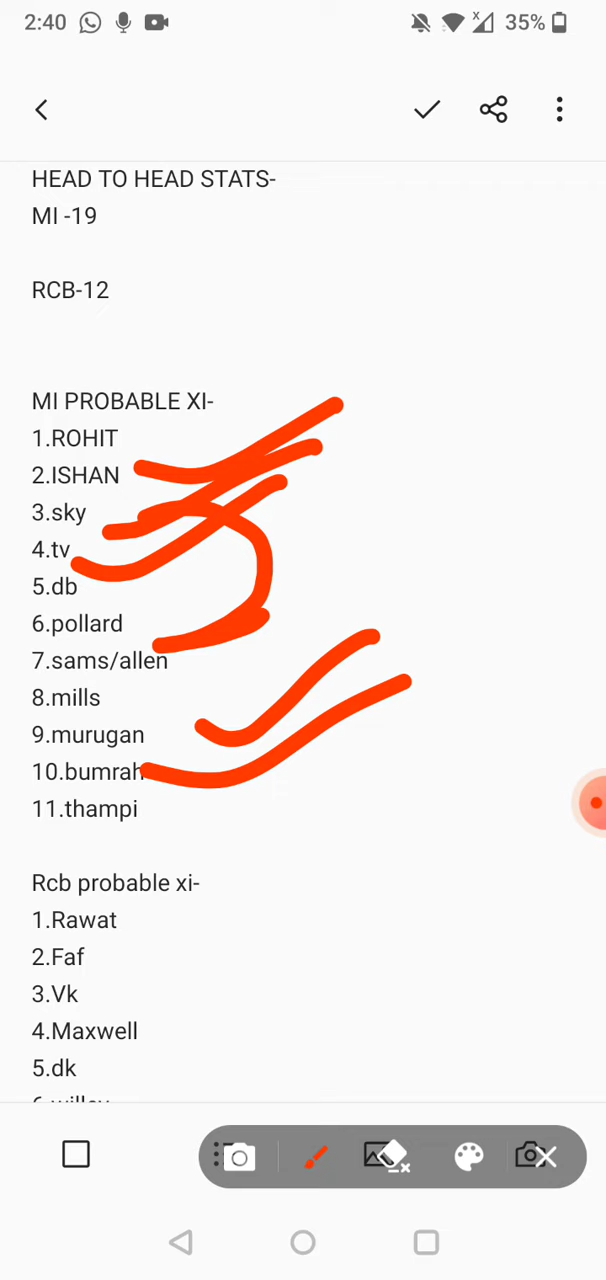 2:40
35%
HEAD TO HEAD STATS-
MI -19
RCB-12
MI PROBABLE XI-
1.ROHIT
2.ISHAN
3.sky
4.tv
5.db
6.pollard
7.sams/allen
8.mills
9.murugan
10.bumrah
11.thampi
Rcb probable xi-
1.Rawat
2.Faf
3.Vk
4.Maxwell
5.dk